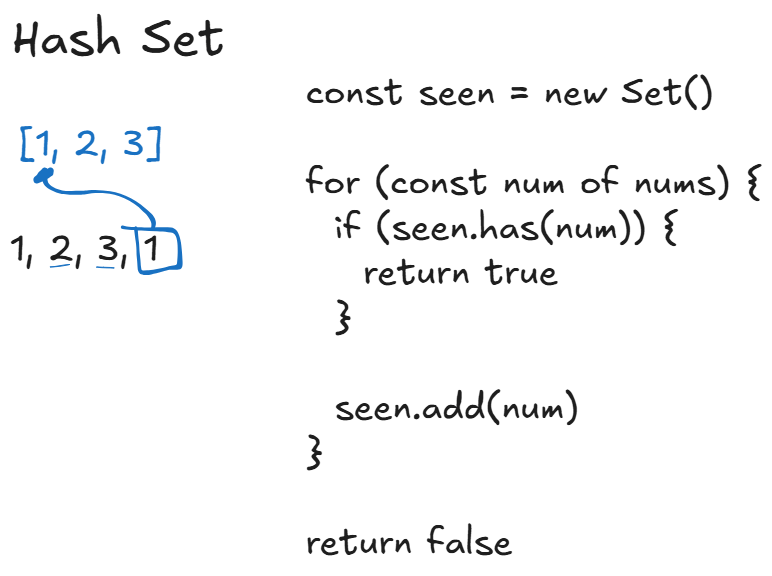 Hash Set
[1, 2, 3]
1, 2, 3, 1
const seen = new Set()
for (const num of nums) {
if (seen.has(num)) {
return true
}
seen.add(num)
}
return false